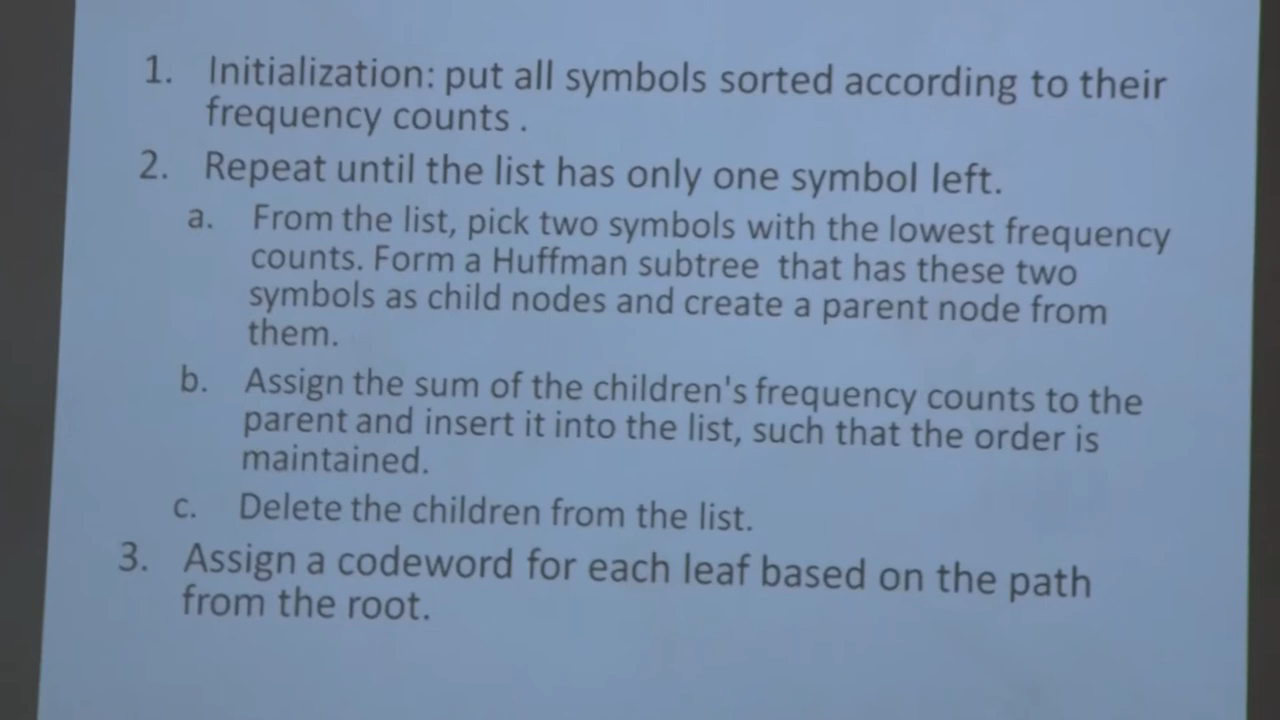 1. Initialization: put all symbols sorted according to their
frequency counts .
2. Repeat until the list has only one symbol left.
a. From the list, pick two symbols with the lowest frequency
counts. Form a Huffman subtree that has these two
symbols as child nodes and create a parent node from
them.
b. Assign the sum of the children's frequency counts to the
parent and insert it into the list, such that the order is
maintained.
c. Delete the children from the list.
3. Assign a codeword for each leaf based on the path
from the root.